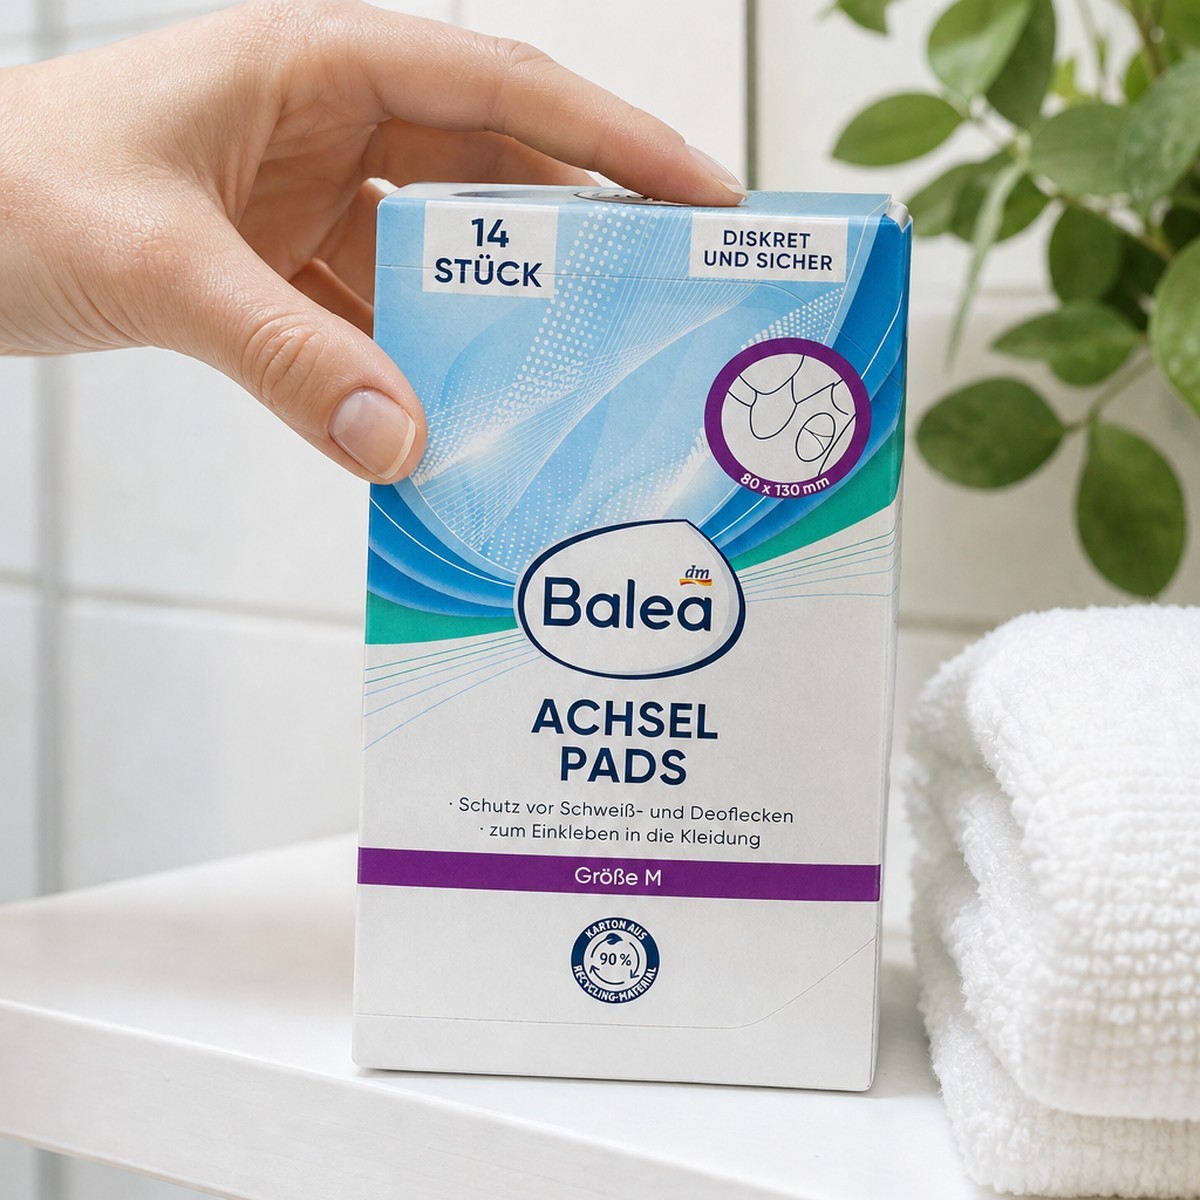 14
STÜCK
DISKRET
UND SICHER
80 x 130 mm
dm
Balea
ACHSEL
PADS
· Schutz vor Schweiß- und Deoflecken
· zum Einkleben in die Kleidung
Größe M
KARTON AUS
90 %
RECYCLING-MATERIAL